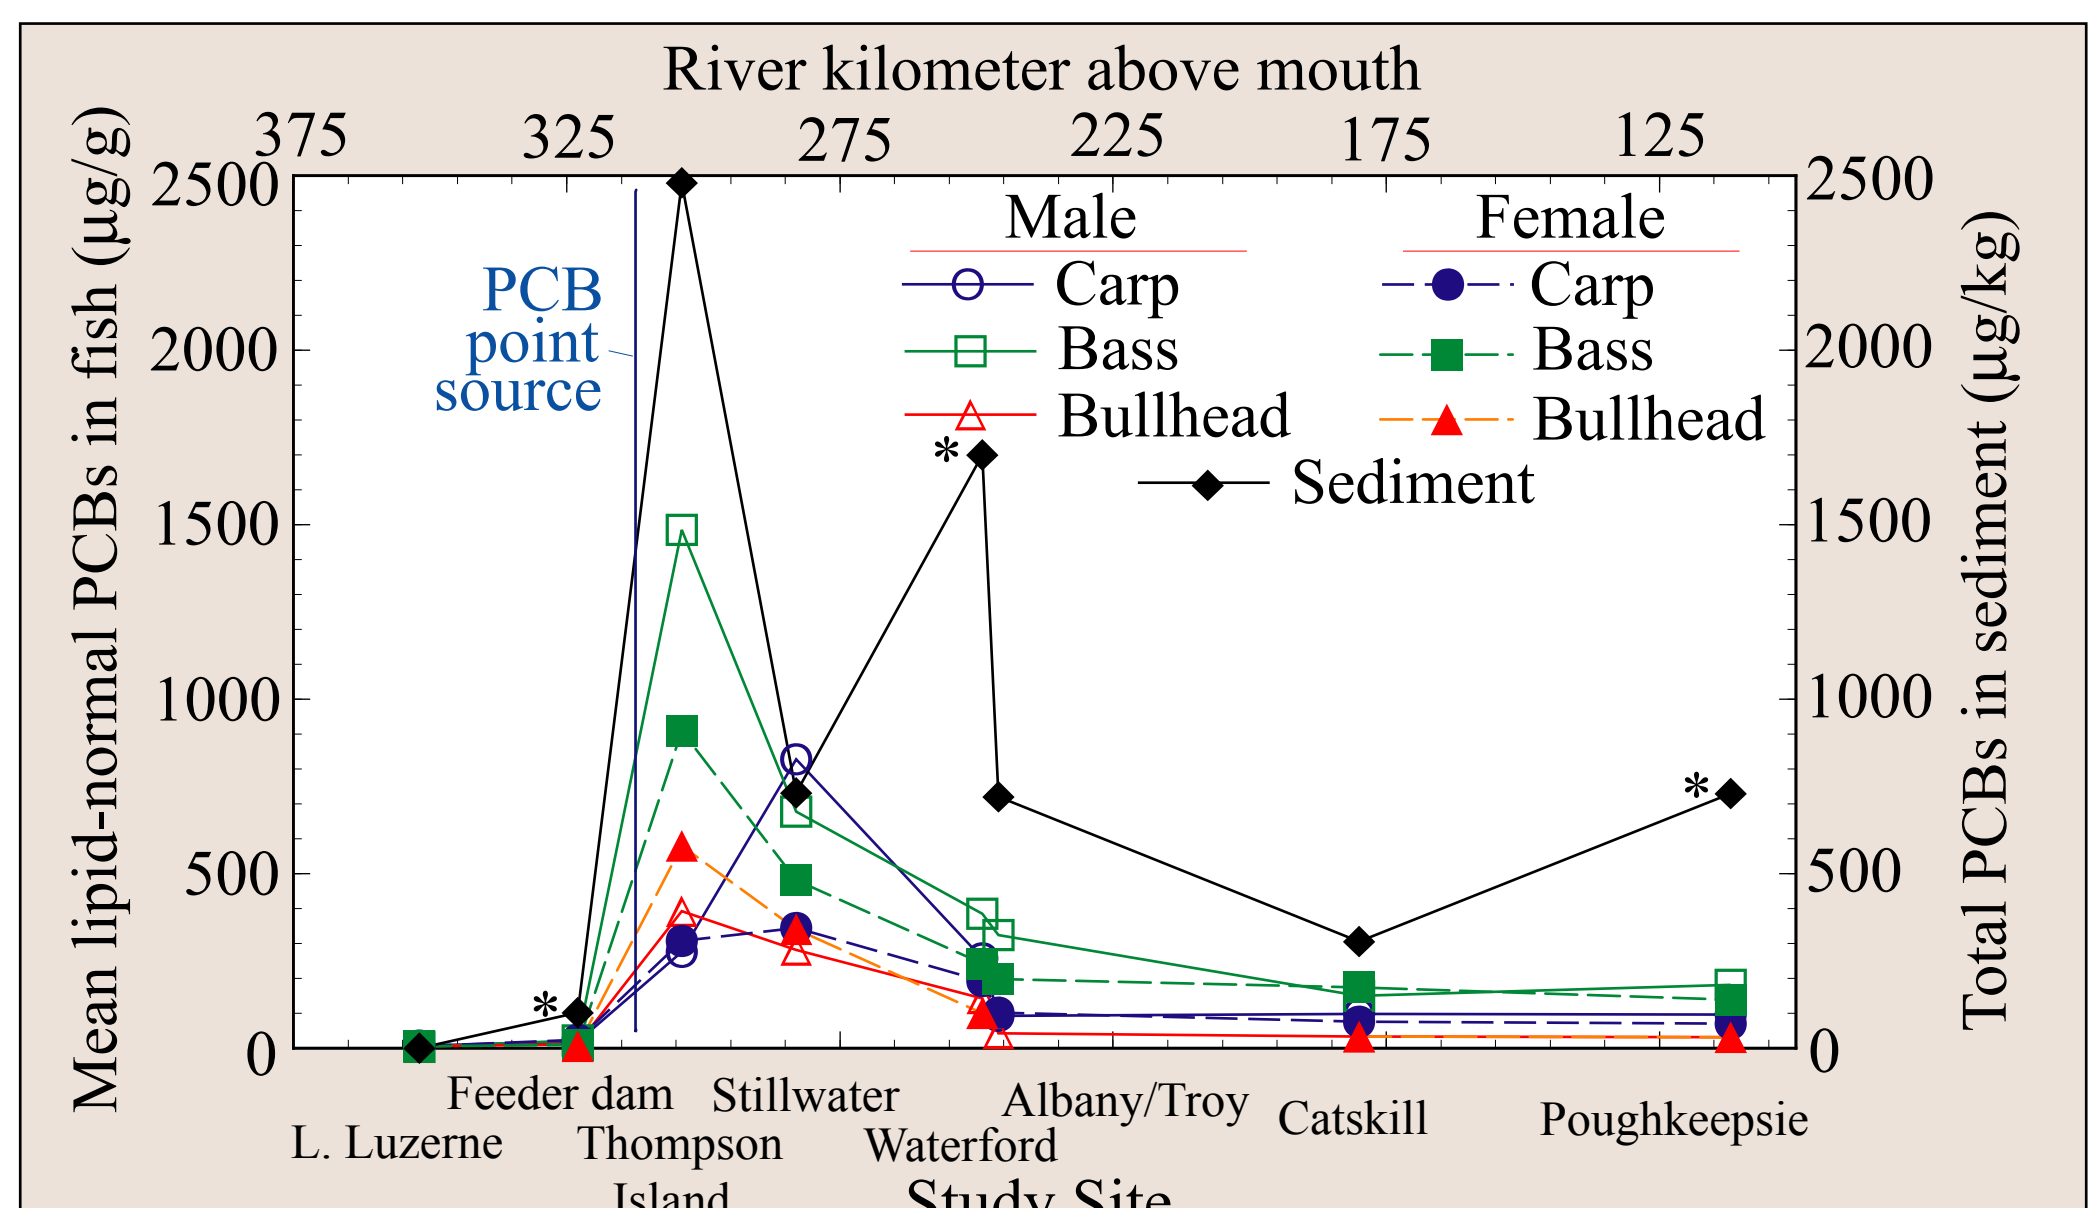 River kilometer above mouth
375 325 275 225 175 125
Mean lipid-normal PCBs in fish (µg/g)
2500
2000
1500
1000
500
0
PCB
point
source
Male Female
Carp Carp
Bass Bass
Bullhead Bullhead
Sediment
*
*
*
2500
2000
1500
1000
500
0
Total PCBs in sediment (µg/kg)
Feeder dam Stillwater Albany/Troy Catskill Poughkeepsie
L. Luzerne Thompson Waterford
Island
Study Site